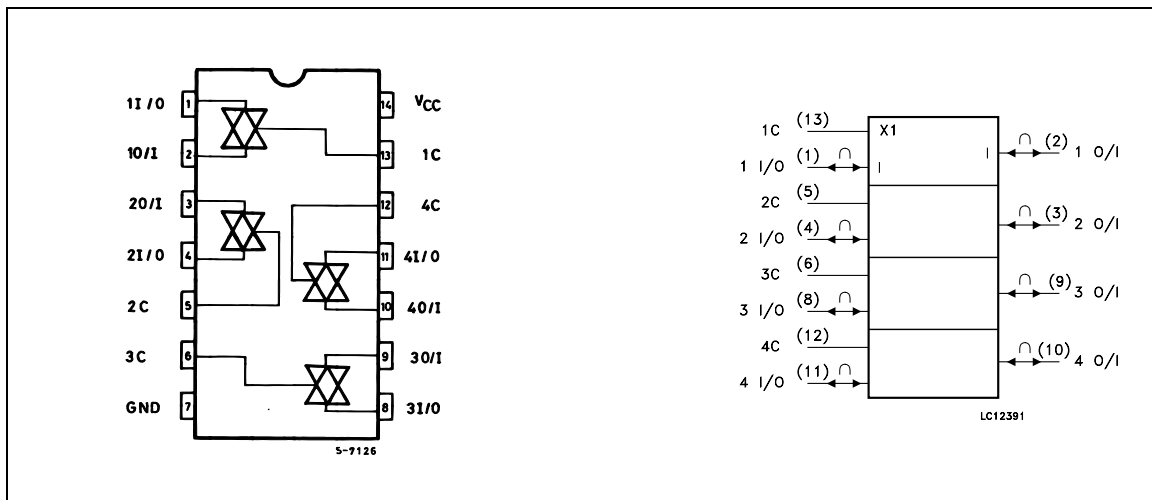 1I/O 1 14 VCC
1O/I 2 13 1C
2O/I 3 12 4C
2I/O 4 11 4I/O
2C 5 10 4O/I
3C 6 9 3O/I
GND 7 8 3I/O
5-7126
1C (13) X1
1 I/O (1) ∩ I I ∩ (2) 1 O/I
2C (5)
2 I/O (4) ∩ ∩ (3) 2 O/I
3C (6)
3 I/O (8) ∩ ∩ (9) 3 O/I
4C (12)
4 I/O (11) ∩ ∩ (10) 4 O/I
LC12391